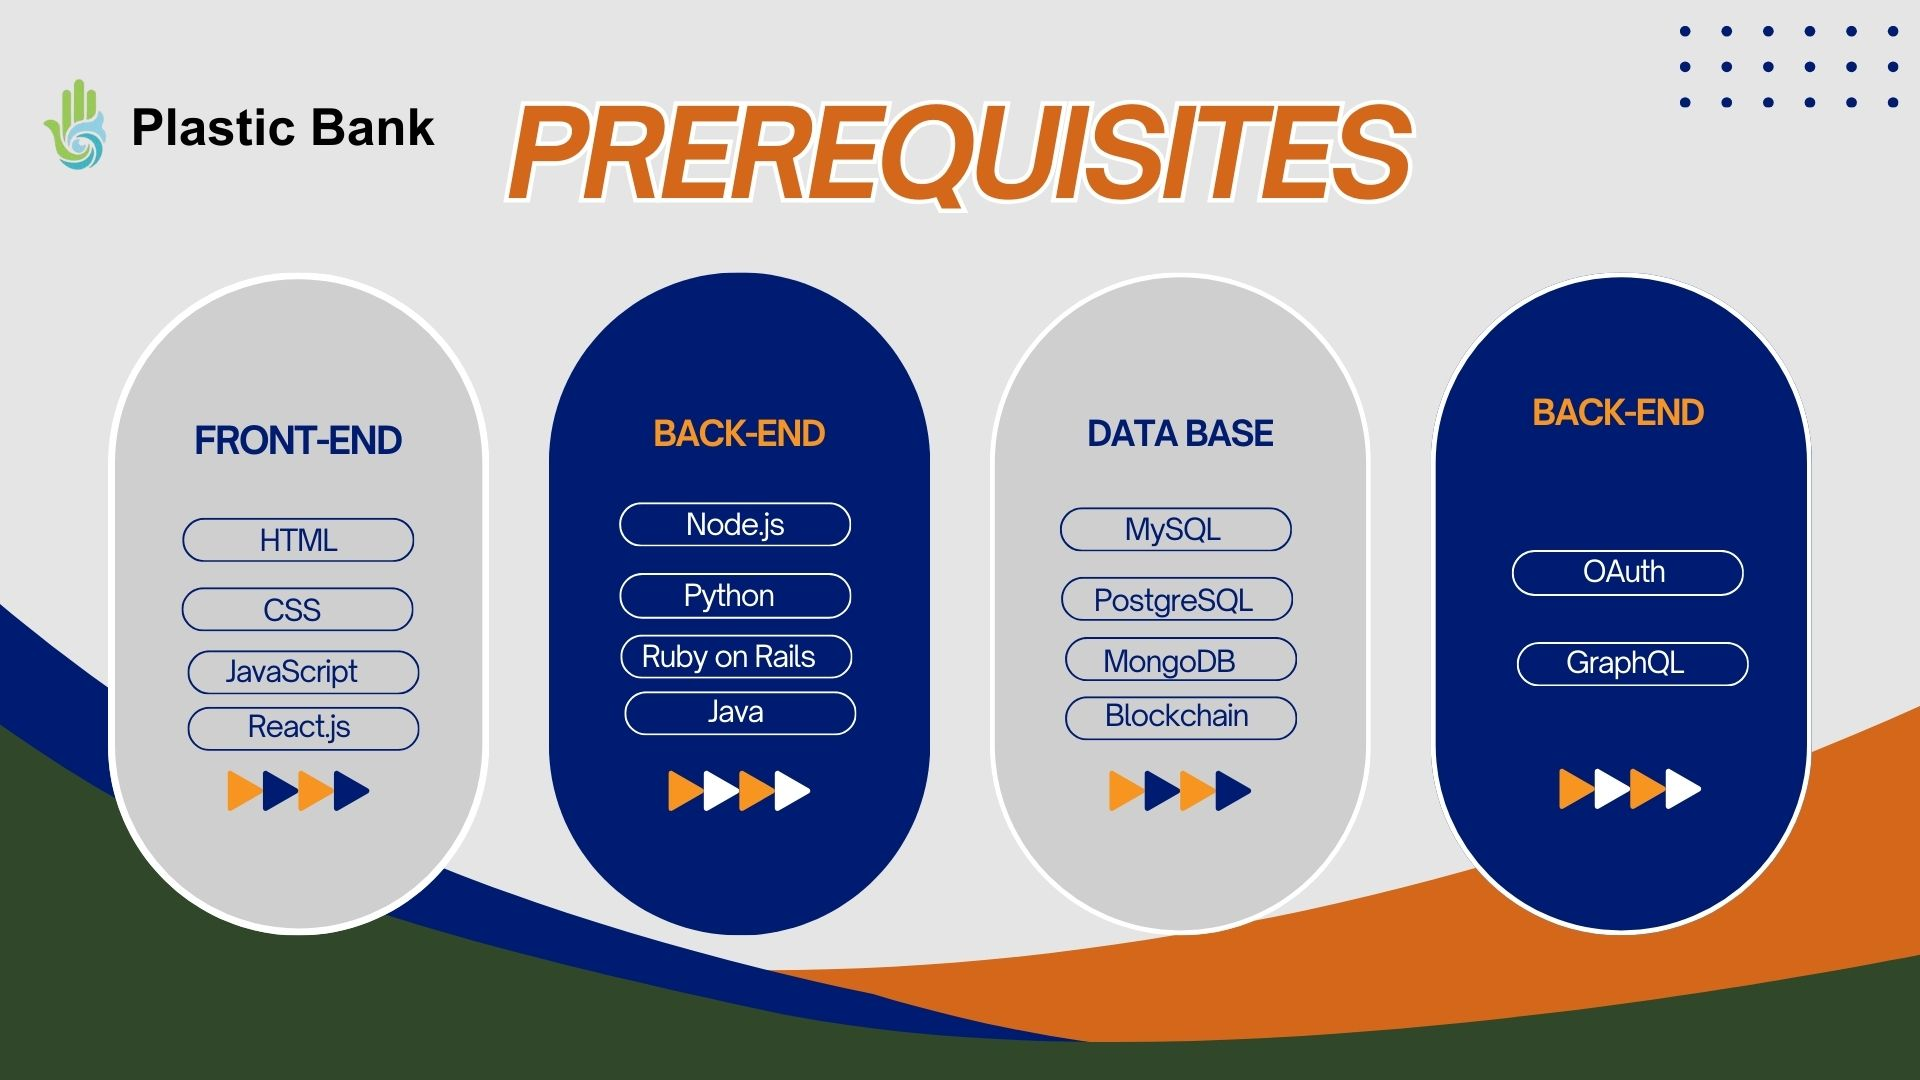 Plastic Bank
PREREQUISITES
FRONT-END
HTML
CSS
JavaScript
React.js
BACK-END
Node.js
Python
Ruby on Rails
Java
DATA BASE
MySQL
PostgreSQL
MongoDB
Blockchain
BACK-END
OAuth
GraphQL